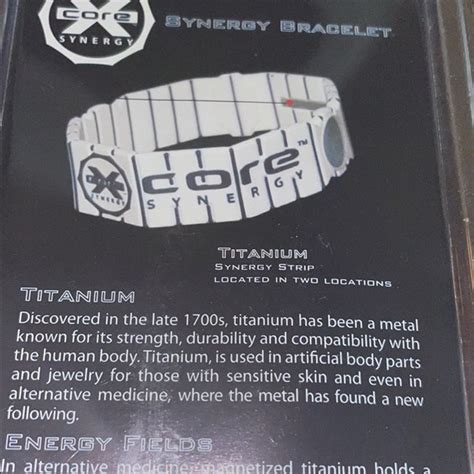 X
core
SYNERGY
SYNERGY BRACELET
X
core
SYNERGY
core™
SYNERGY
TITANIUM
SYNERGY STRIP
LOCATED IN TWO LOCATIONS
TITANIUM
Discovered in the late 1700s, titanium has been a metal
known for its strength, durability and compatibility with
the human body. Titanium, is used in artificial body parts
and jewelry for those with sensitive skin and even in
alternative medicine, where the metal has found a new
following.
ENERGY FIELDS
In alternative medicine, magnetized titanium holds a